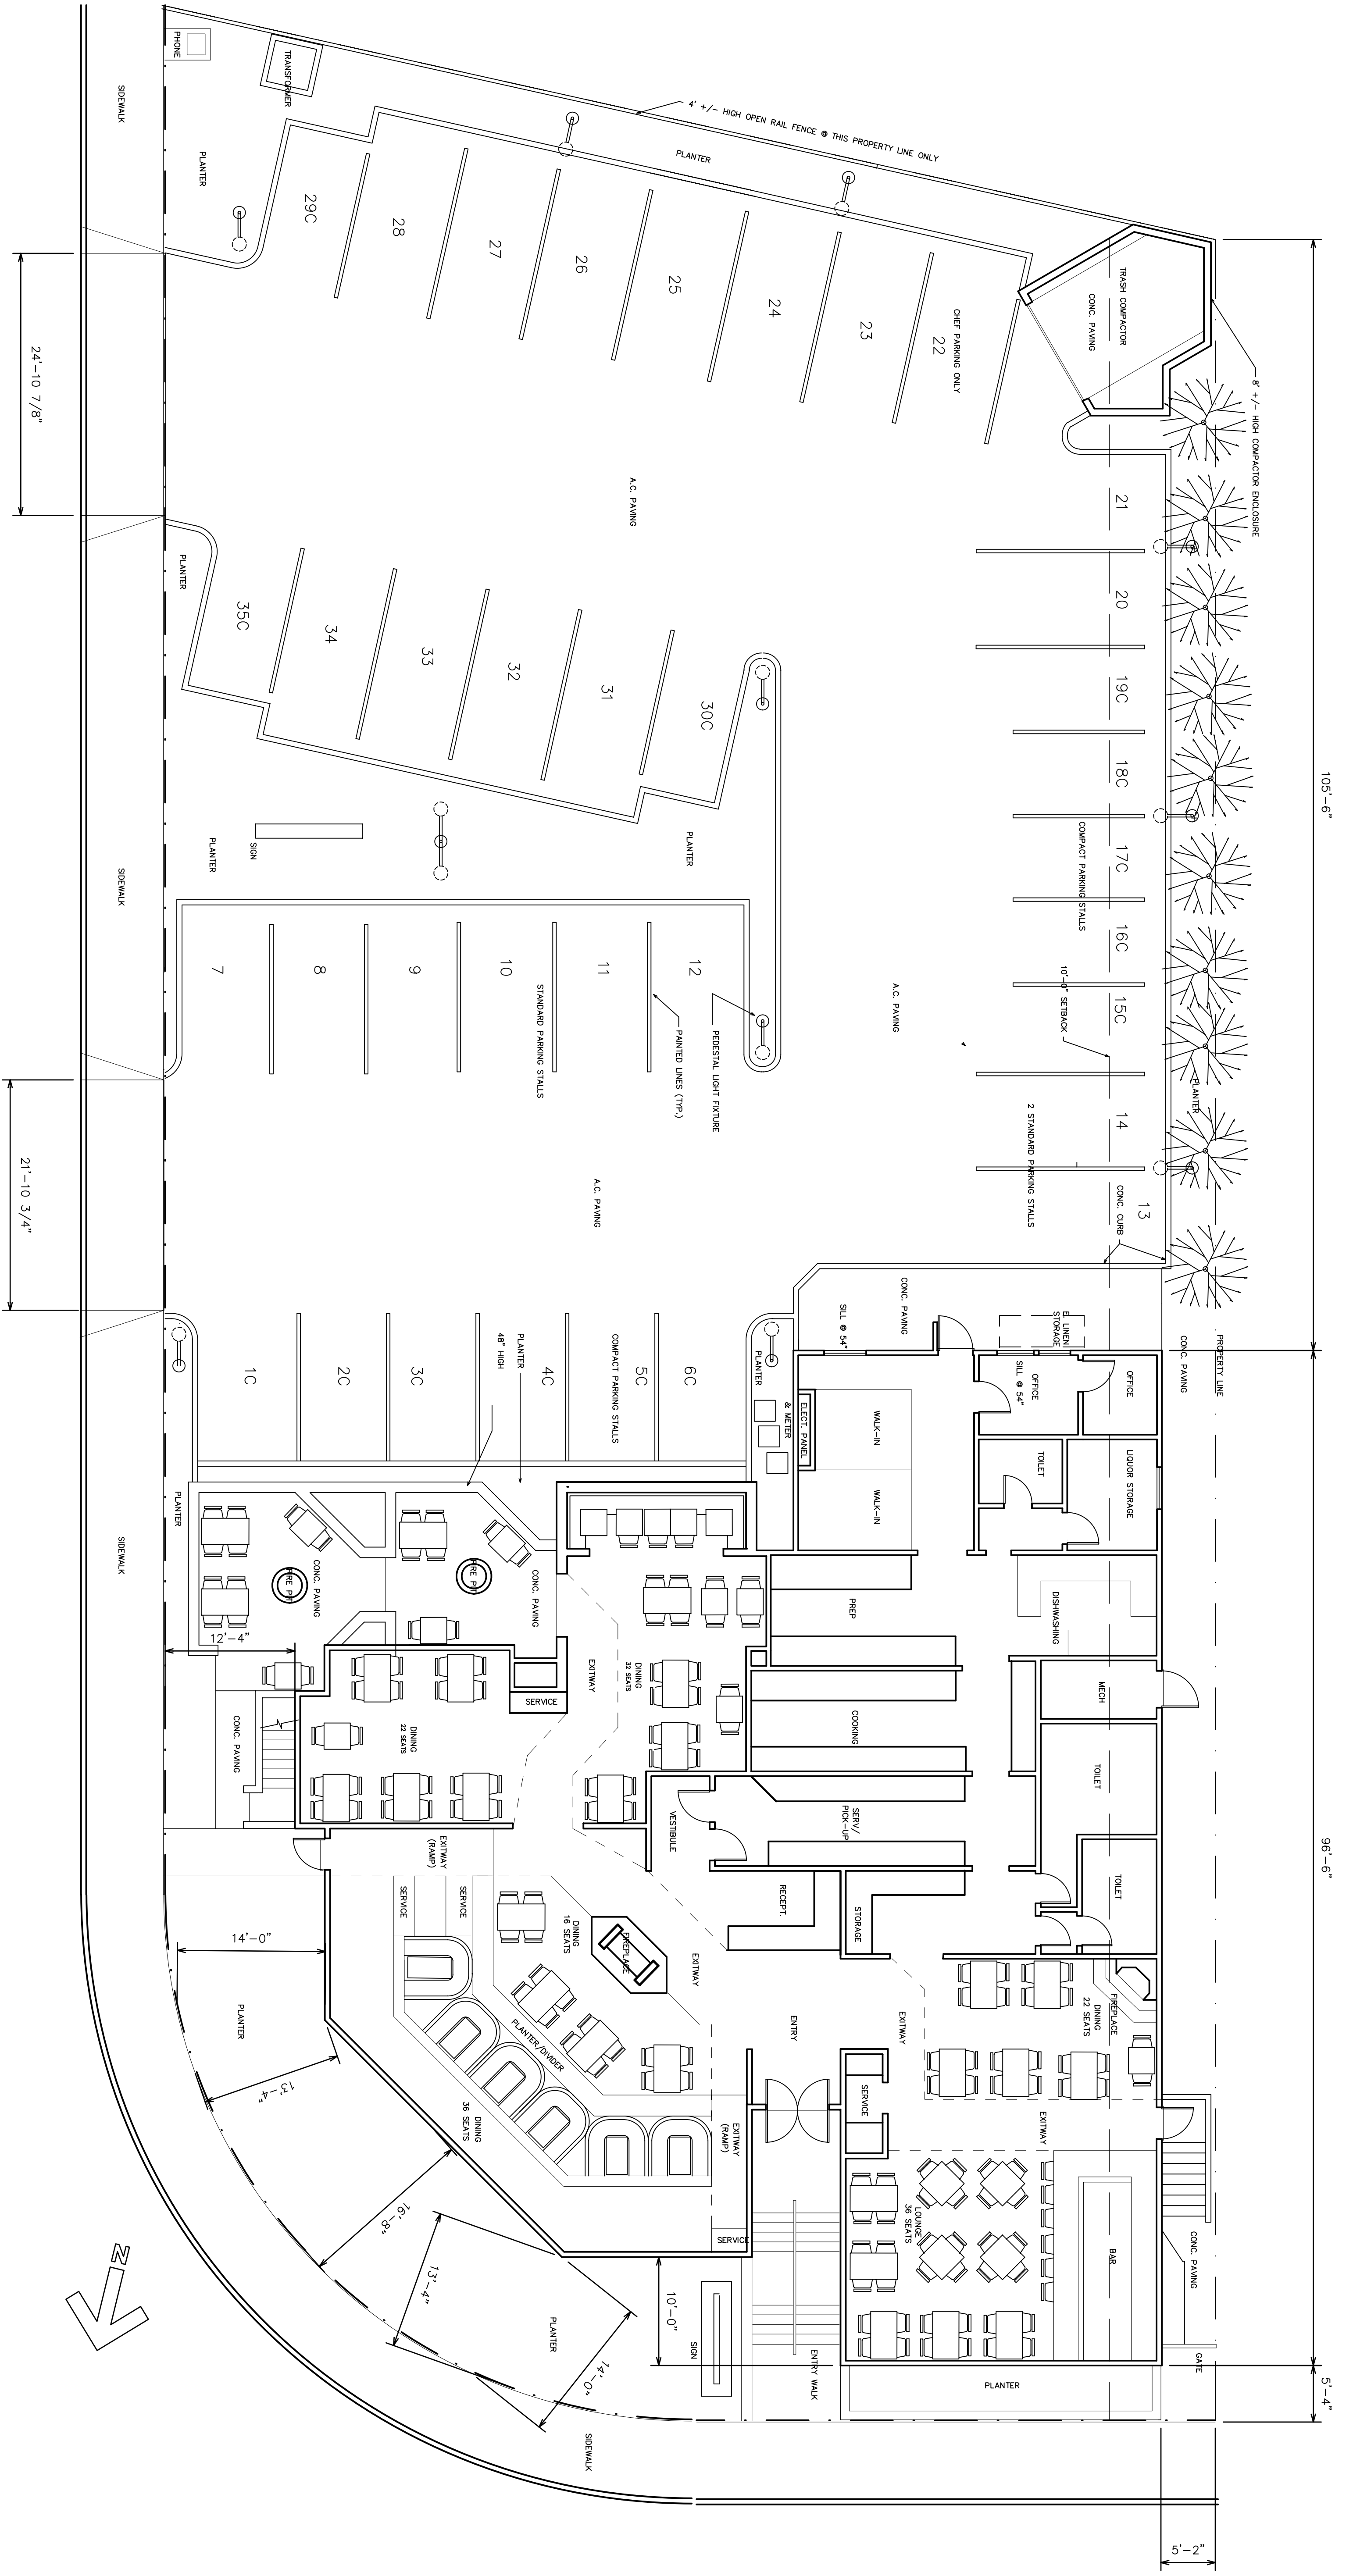 PHONE
TRANSFORMER
SIDEWALK
PLANTER
4' +/- HIGH OPEN RAIL FENCE @ THIS PROPERTY LINE ONLY
PLANTER
29C
28
27
26
25
24
23
22
CHEF PARKING ONLY
TRASH COMPACTOR
CONC. PAVING
8' +/- HIGH COMPACTOR ENCLOSURE
24'-10 7/8"
105'-6"
A.C. PAVING
21
20
19C
18C
17C
16C
15C
14
13
COMPACT PARKING STALLS
10'-0" SETBACK
2 STANDARD PARKING STALLS
CONC. CURB
PLANTER
PLANTER
35C
34
33
32
31
30C
SIDEWALK
PLANTER
SIGN
PLANTER
7
8
9
10
11
12
STANDARD PARKING STALLS
PAINTED LINES (TYP.)
PEDESTAL LIGHT FIXTURE
A.C. PAVING
A.C. PAVING
21'-10 3/4"
1C
2C
3C
4C
5C
6C
COMPACT PARKING STALLS
PLANTER
48" HIGH
PLANTER
CONC. PAVING
SILL @ 54"
EL LINEN
STORAGE
CONC. PAVING
PROPERTY LINE
OFFICE
SILL @ 54"
OFFICE
ELECT. PANEL
& METER
WALK-IN
WALK-IN
TOILET
LIQUOR STORAGE
SIDEWALK
PLANTER
CONC. PAVING
FIRE PIT
CONC. PAVING
FIRE PIT
12'-4"
EXITWAY
DINING
32 SEATS
PREP
DISHWASHING
MECH
COOKING
TOILET
SERVICE
DINING
22 SEATS
CONC. PAVING
VESTIBULE
SERV/
PICK-UP
TOILET
96'-6"
EXITWAY
(RAMP)
SERVICE
SERVICE
DINING
16 SEATS
FIREPLACE
RECEPT.
STORAGE
EXITWAY
ENTRY
EXITWAY
FIREPLACE
DINING
22 SEATS
14'-0"
PLANTER
13'-4"
PLANTER/DIVIDER
DINING
36 SEATS
EXITWAY
(RAMP)
SERVICE
EXITWAY
16'-8"
13'-4"
LOUNGE
36 SEATS
BAR
CONC. PAVING
SERVICE
10'-0"
PLANTER
SIGN
14'-0"
ENTRY WALK
PLANTER
GATE
5'-4"
SIDEWALK
5'-2"
N